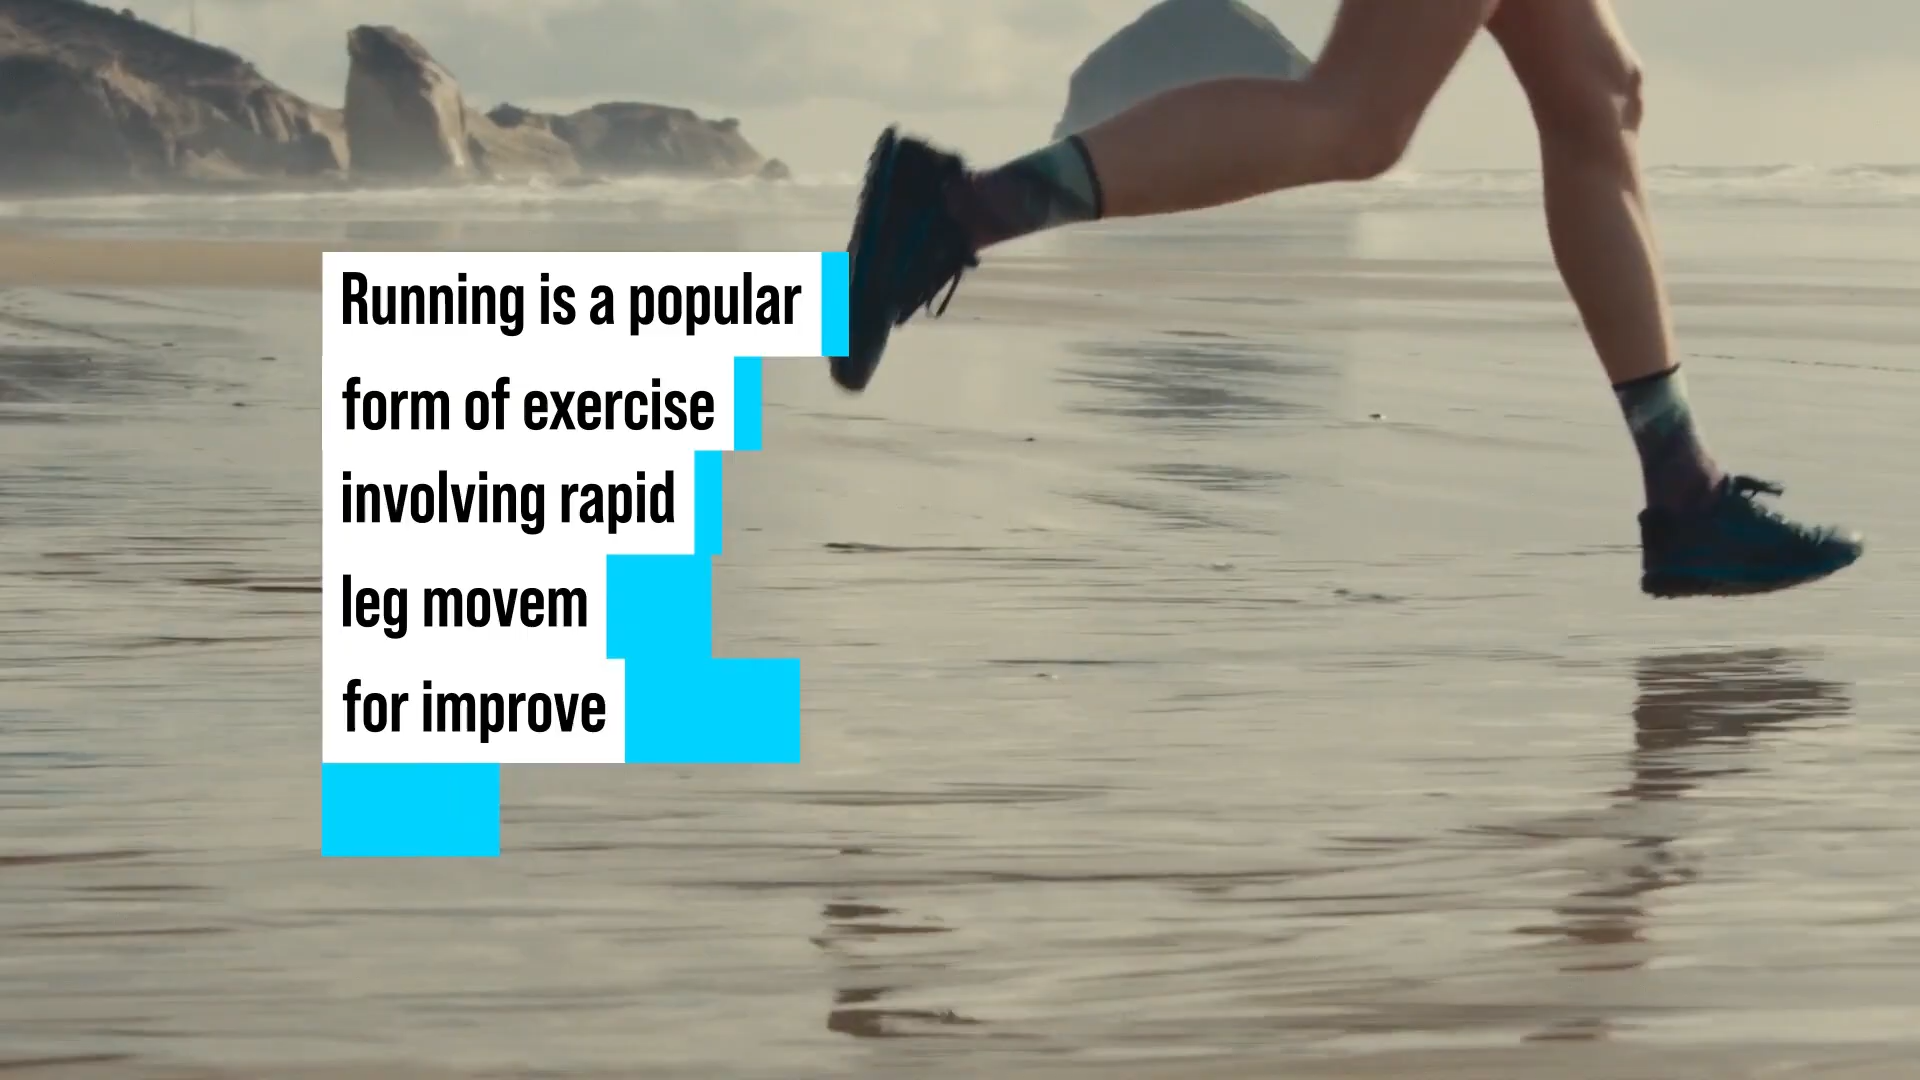 Running is a popular
form of exercise
involving rapid
leg movem
for improve